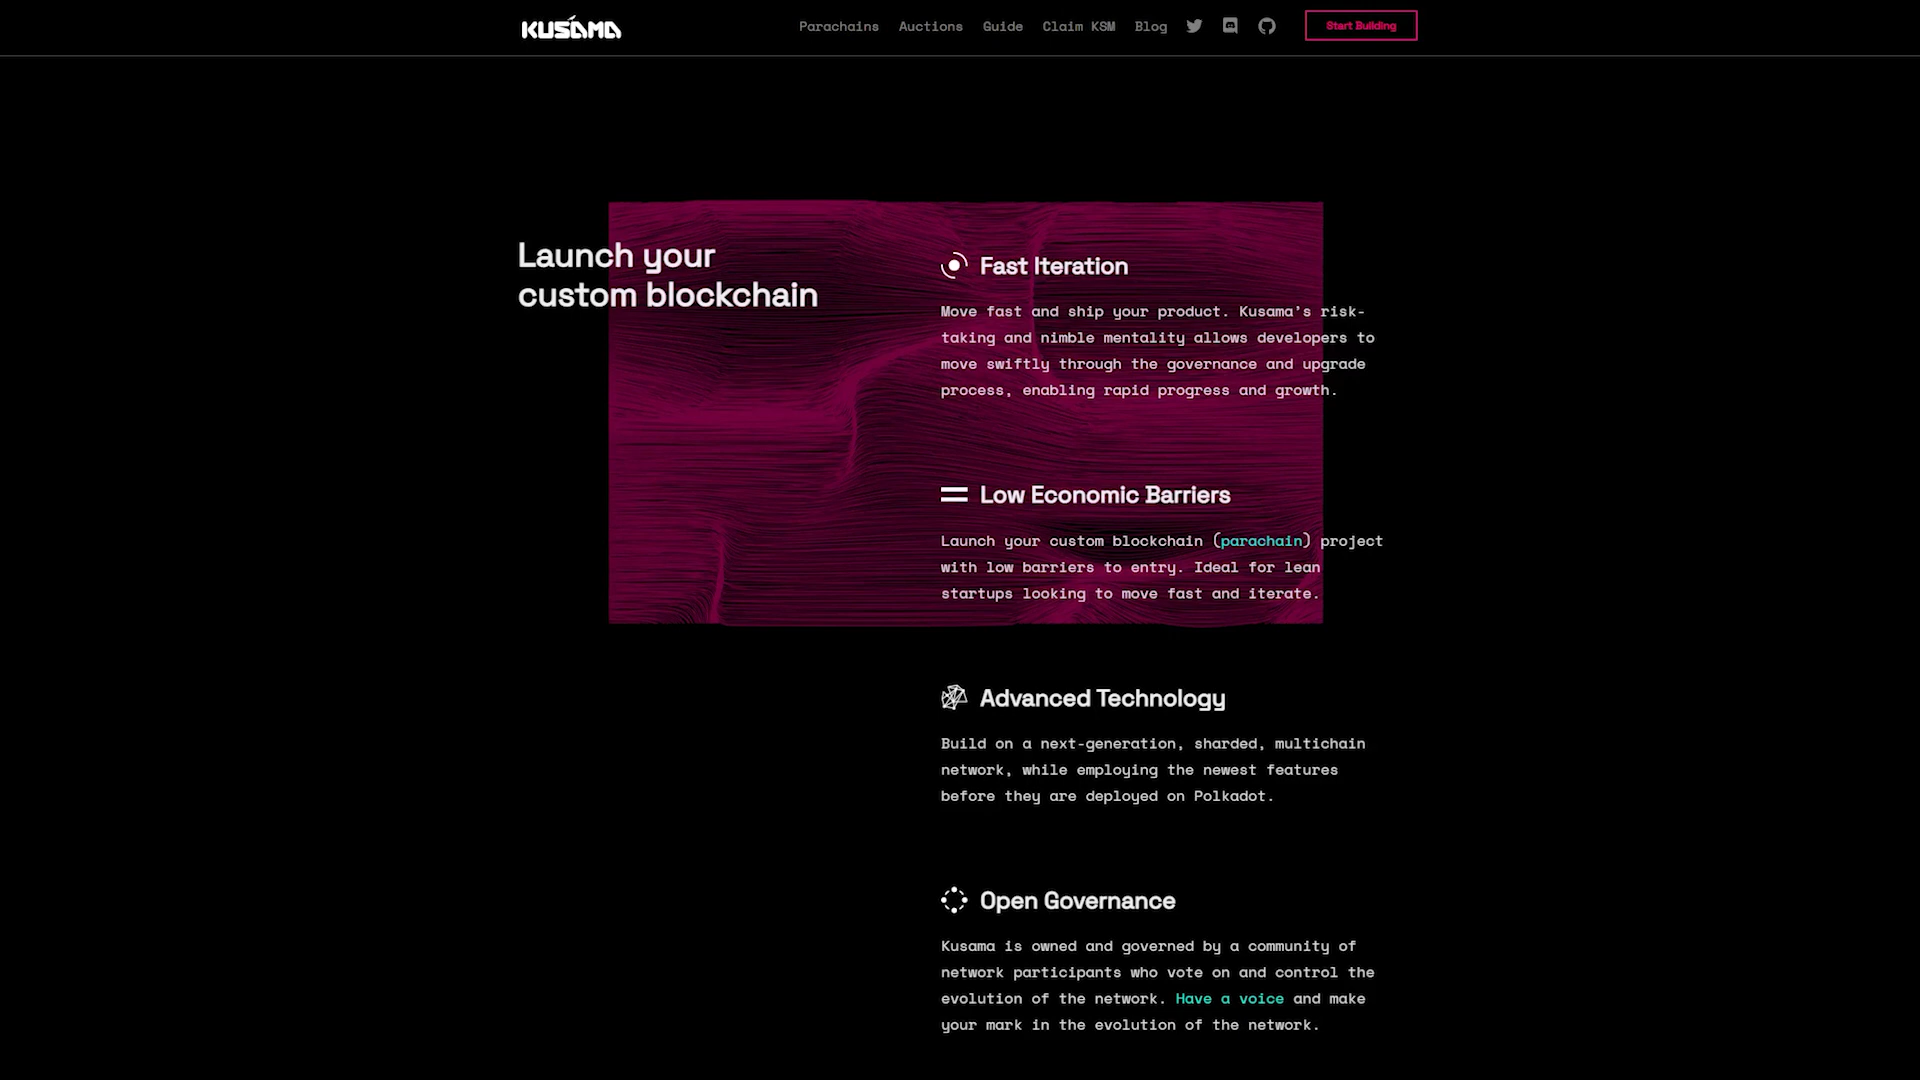 KUSAMA
Parachains
Auctions
Guide
Claim KSM
Blog
Start Building
Launch your
custom blockchain
Fast Iteration
Move fast and ship your product. Kusama’s risk-
taking and nimble mentality allows developers to
move swiftly through the governance and upgrade
process, enabling rapid progress and growth.
Low Economic Barriers
Launch your custom blockchain (parachain) project
with low barriers to entry. Ideal for lean
startups looking to move fast and iterate.
Advanced Technology
Build on a next-generation, sharded, multichain
network, while employing the newest features
before they are deployed on Polkadot.
Open Governance
Kusama is owned and governed by a community of
network participants who vote on and control the
evolution of the network. Have a voice and make
your mark in the evolution of the network.